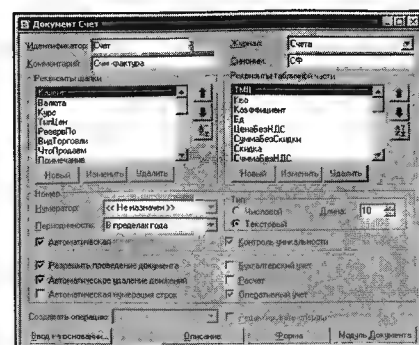 Документ Счет
Идентификатор: Счет Журнал: Счета
Комментарий: Счет-фактура Синоним: СФ
Реквизиты шапки Реквизиты табличной части
Клиент ТМЦ
Валюта Кво
Курс Коэффициент
ТипЦен Ед
РезервПо ЦенаБезНДС
ВидТорговли СуммаБезСкидки
ЧтоПродаем Скидка
Примечание СуммаБезНДС
Новый Изменить Удалить Новый Изменить Удалить
Номер Тип
Нумератор: << Не назначен >> Числовой Длина: 10
Периодичность: В пределах года Текстовый
Автоматическая Контроль уникальности
Разрешить проведение документа Бухгалтерский учет
Автоматическое удаление движений Расчет
Автоматическая нумерация строк Оперативный учет
Создавать операцию:
Ввод на основании... Описание Форма Модуль Документа